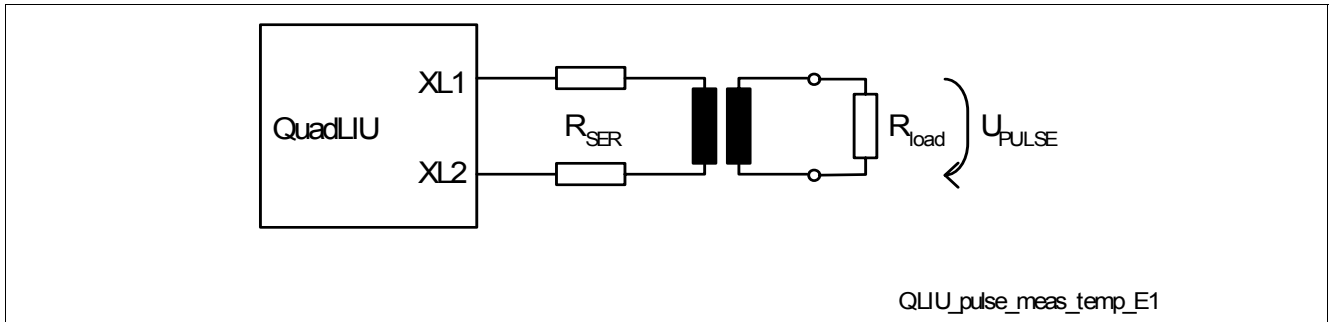 XL1
QuadLIU
R_SER
R_load
U_PULSE
XL2
QLIU_pulse_meas_temp_E1